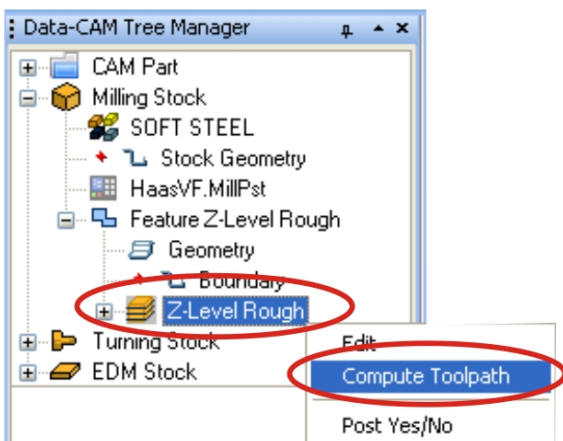 Data-CAM Tree Manager
CAM Part
Milling Stock
SOFT STEEL
Stock Geometry
HaasVF.MillPst
Feature Z-Level Rough
Geometry
Boundary
Z-Level Rough
Turning Stock
Edit
EDM Stock
Compute Toolpath
Post Yes/No